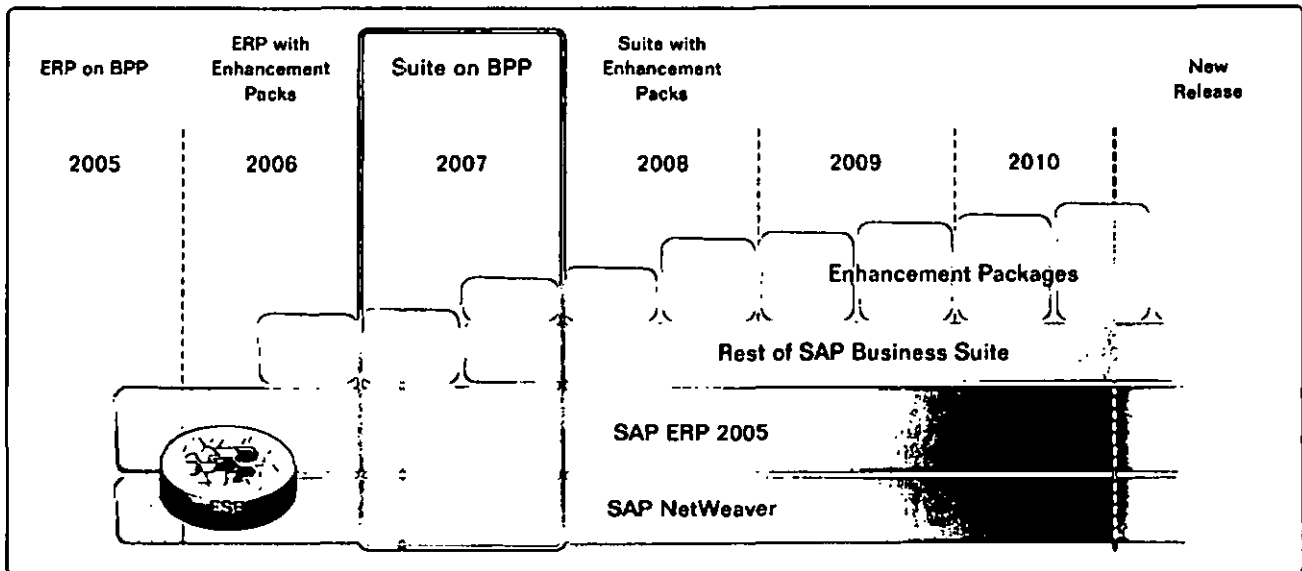 ERP on BPP
ERP with
Enhancement
Packs
Suite on BPP
Suite with
Enhancement
Packs
New
Release
2005
2006
2007
2008
2009
2010
Enhancement Packages
Rest of SAP Business Suite
SAP ERP 2005
SAP NetWeaver